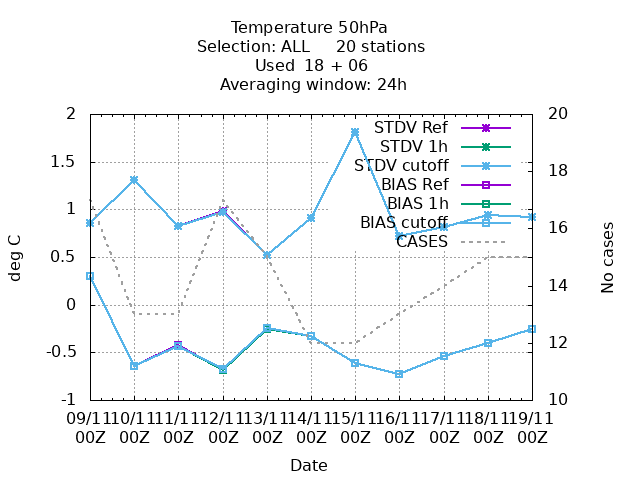 Temperature 50hPa
Selection: ALL     20 stations
Used  18 + 06
Averaging window: 24h
2
1.5
1
0.5
0
-0.5
-1
deg C
20
18
16
14
12
10
No cases
STDV Ref
STDV 1h
STDV cutoff
BIAS Ref
BIAS 1h
BIAS cutoff
CASES
09/11 10/11 11/11 12/11 13/11 14/11 15/11 16/11 17/11 18/11 19/11
00Z 00Z 00Z 00Z 00Z 00Z 00Z 00Z 00Z 00Z 00Z
Date